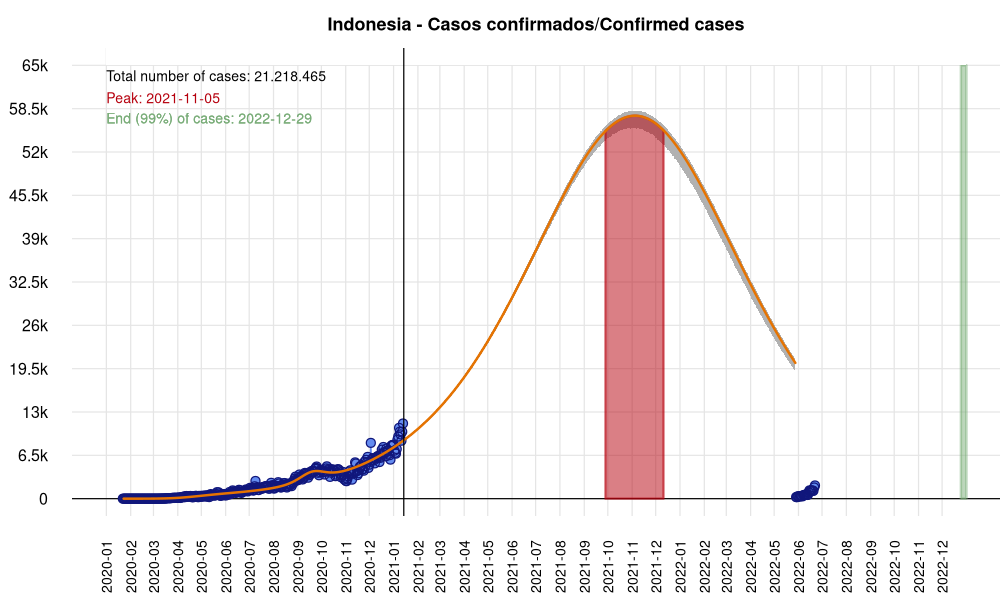 Indonesia - Casos confirmados/Confirmed cases
Total number of cases: 21.218.465
Peak: 2021-11-05
End (99%) of cases: 2022-12-29
65k
58.5k
52k
45.5k
39k
32.5k
26k
19.5k
13k
6.5k
0
2020-01
2020-02
2020-03
2020-04
2020-05
2020-06
2020-07
2020-08
2020-09
2020-10
2020-11
2020-12
2021-01
2021-02
2021-03
2021-04
2021-05
2021-06
2021-07
2021-08
2021-09
2021-10
2021-11
2021-12
2022-01
2022-02
2022-03
2022-04
2022-05
2022-06
2022-07
2022-08
2022-09
2022-10
2022-11
2022-12